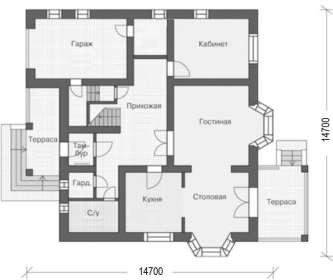 Гараж
Кабинет
Прихожая
Гостиная
Терраса
Там-
бур
Гард.
С/у
Кухня
Столовая
Терраса
14700
14700